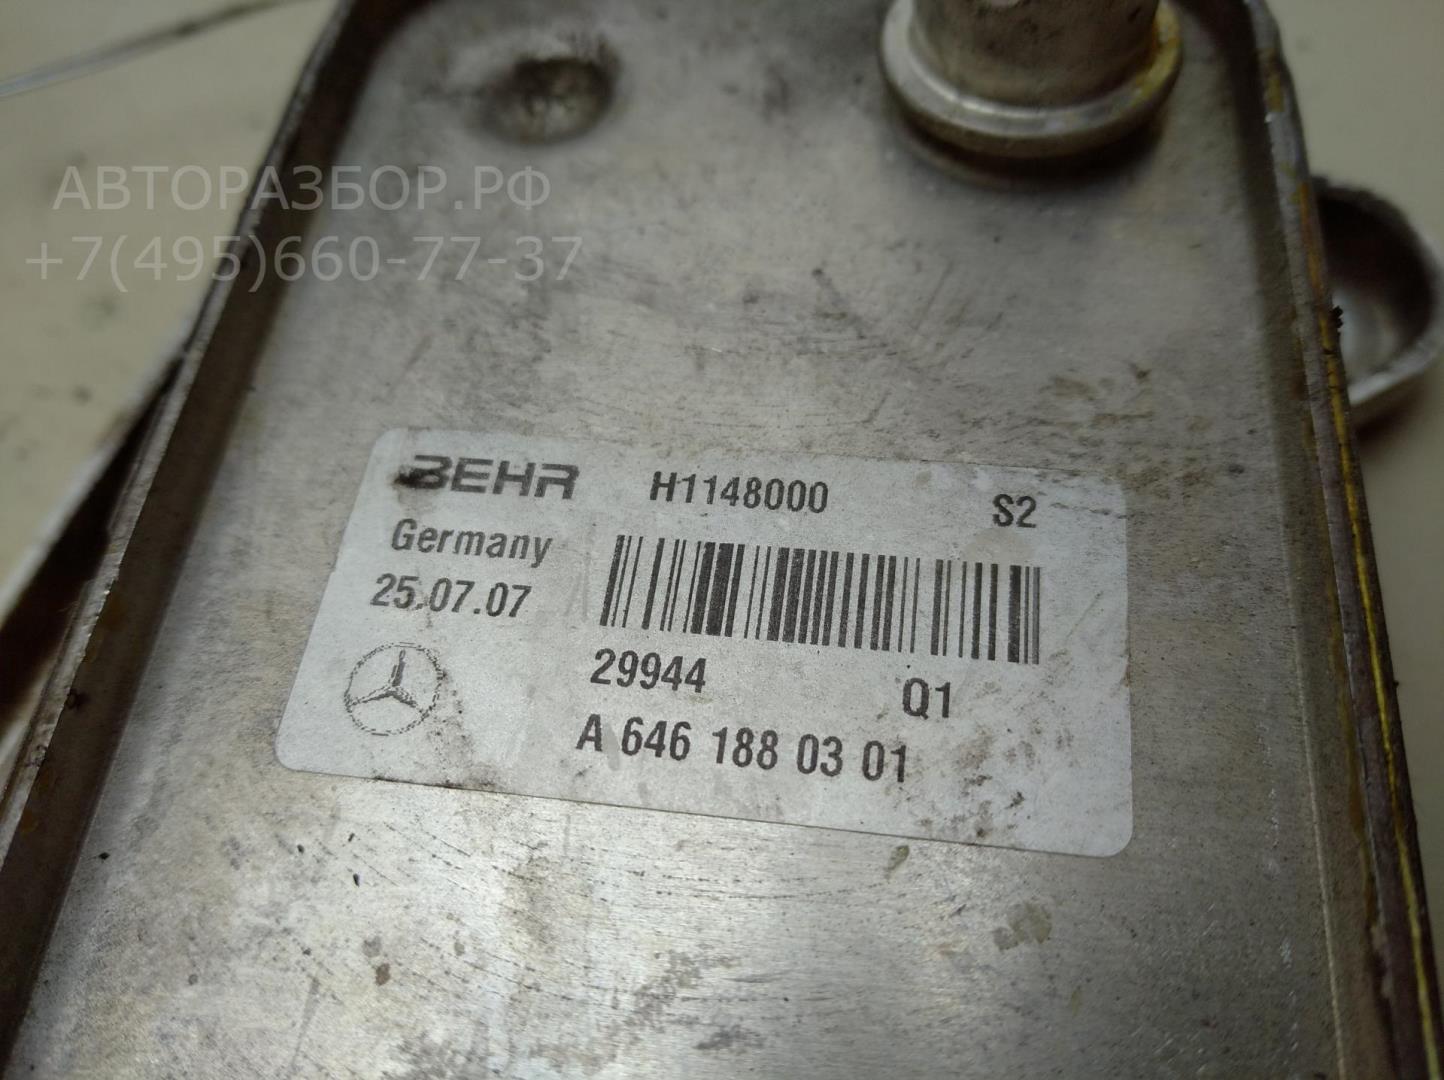 АВТОРАЗБОР.РФ
+7(495)660-77-37
BEHR H1148000 S2
Germany
25.07.07
29944 Q1
A 646 188 03 01